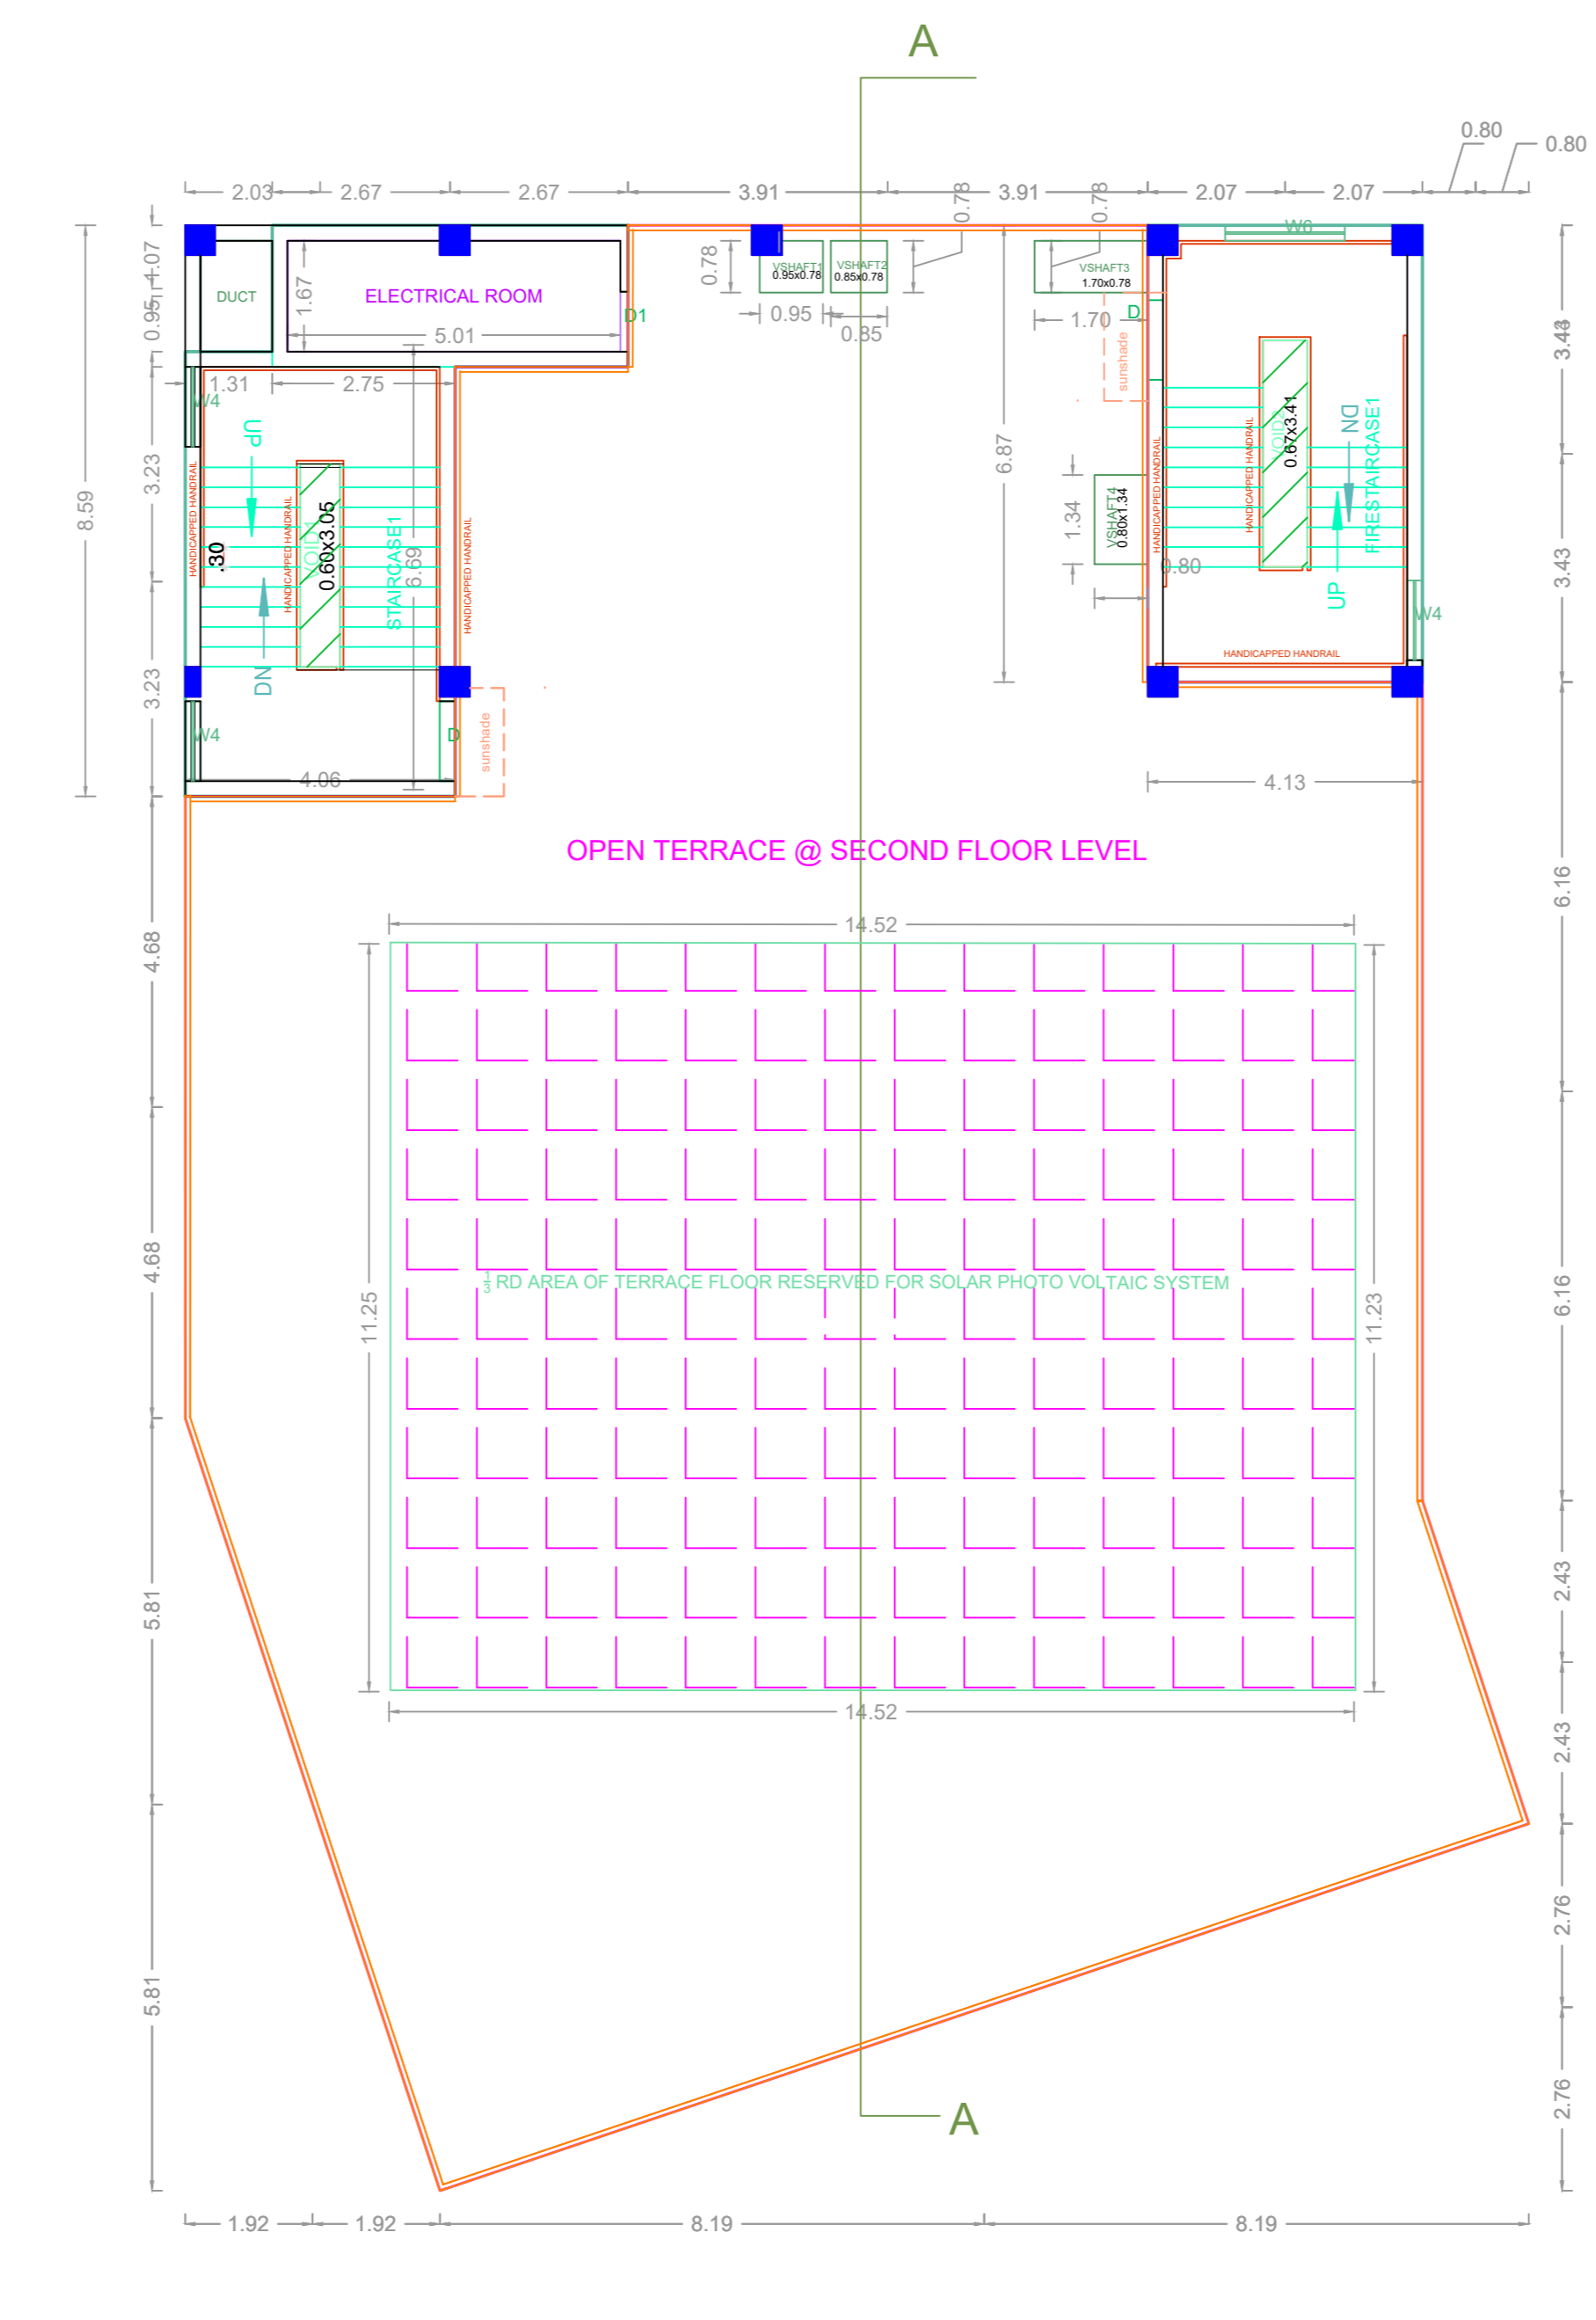 A
0.80
0.80
2.03
2.67
2.67
3.91
3.91
2.07
2.07
0.78
0.78
W6
1.07
0.95
DUCT
1.67
ELECTRICAL ROOM
5.01
D1
0.78
VSHAFT1
0.95x0.78
VSHAFT2
0.85x0.78
VSHAFT3
1.70x0.78
0.95
0.85
1.70
D
sunshade
3.43
1.31
2.75
W4
UP
8.59
3.23
HANDICAPPED HANDRAIL
.30
HANDICAPPED HANDRAIL
VOID1
0.60x3.05
STAIRCASE1
6.69
HANDICAPPED HANDRAIL
6.87
1.34
VSHAFT4
0.80x1.34
0.80
HANDICAPPED HANDRAIL
HANDICAPPED HANDRAIL
0.67x3.41
DN
FIRESTAIRCASE1
UP
3.43
W4
HANDICAPPED HANDRAIL
DN
3.23
W4
D
sunshade
4.06
4.13
OPEN TERRACE @ SECOND FLOOR LEVEL
6.16
14.52
4.68
4.68
11.25
1/3 RD AREA OF TERRACE FLOOR RESERVED FOR SOLAR PHOTO VOLTAIC SYSTEM
11.23
6.16
5.81
2.43
14.52
2.43
5.81
2.76
2.76
A
1.92
1.92
8.19
8.19